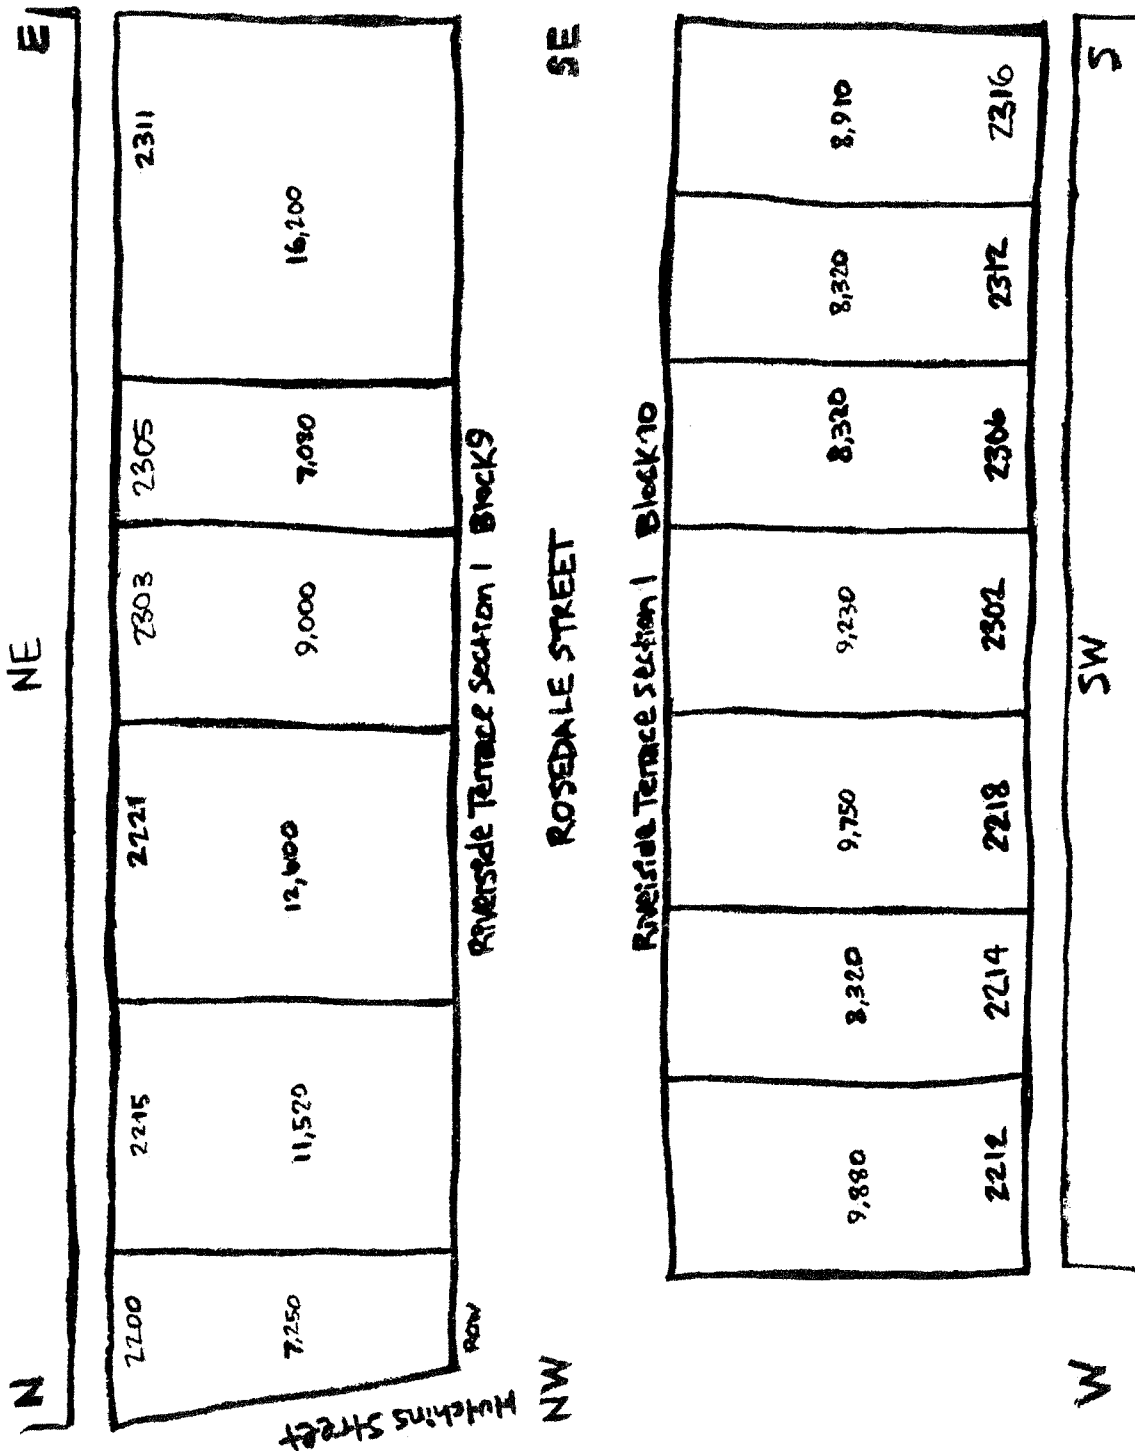 N
NE
E
2200
2215
2221
2303
2305
2311
7,250
11,520
12,600
9,000
7,080
16,200
Hutchins Street
ROW
Riverside Terrace Section 1 Block 9
NW
ROSEDALE STREET
SE
Riverside Terrace Section 1 Block 10
9,880
8,320
9,750
9,230
8,320
8,320
8,910
2212
2214
2218
2302
2306
2312
2316
W
SW
S